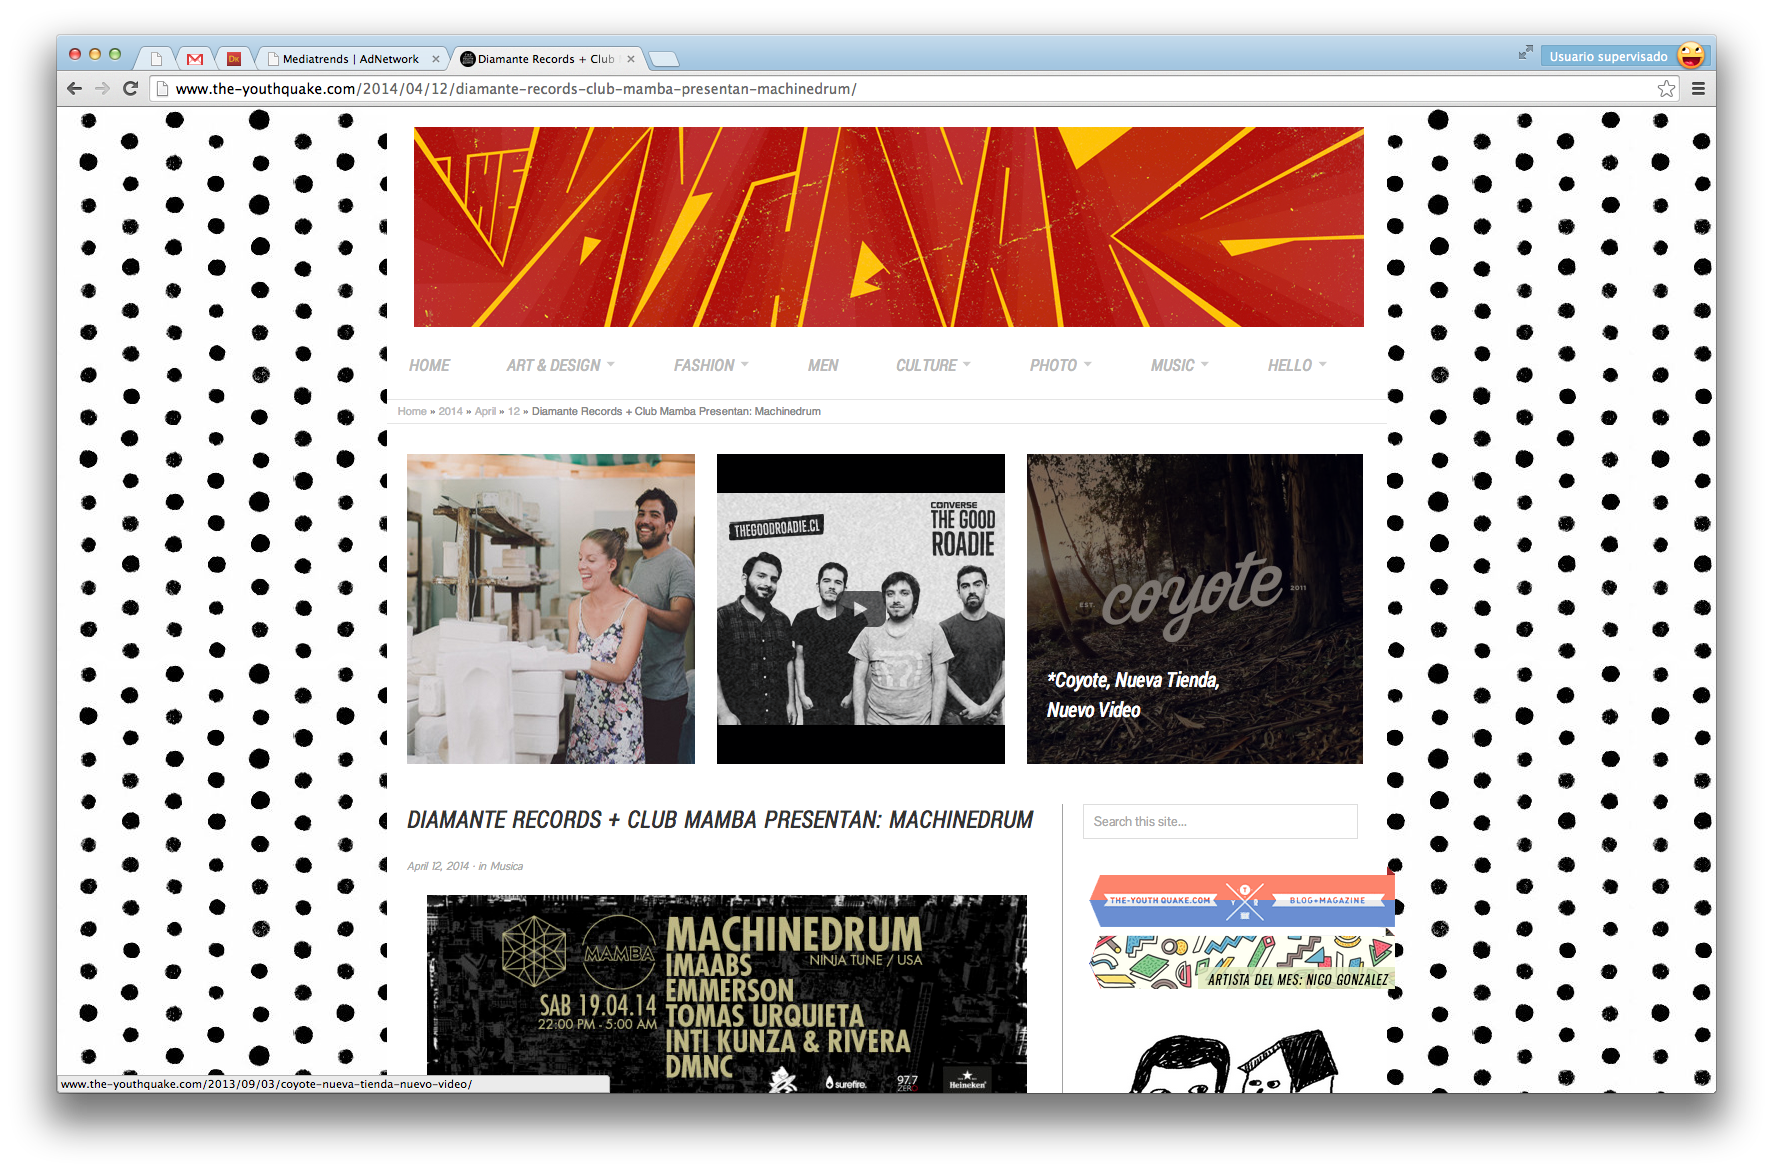 Mediatrends | AdNetwork
Diamante Records + Club
Usuario supervisado
www.the-youthquake.com/2014/04/12/diamante-records-club-mamba-presentan-machinedrum/
HOME ART & DESIGN FASHION MEN CULTURE PHOTO MUSIC HELLO
Home » 2014 » April » 12 » Diamante Records + Club Mamba Presentan: Machinedrum
THEGOODROADIE.CL
CONVERSE
THE GOOD
ROADIE
EST. coyote 2011
*Coyote, Nueva Tienda,
Nuevo Video
DIAMANTE RECORDS + CLUB MAMBA PRESENTAN: MACHINEDRUM
April 12, 2014 · in Musica
MAMBA
SAB 19.04.14
22:00 PM - 5:00 AM
MACHINEDRUM
NINJA TUNE / USA
IMAABS
EMMERSON
TOMAS URQUIETA
INTI KUNZA & RIVERA
DMNC
surefire.
97.7
ZERO
Heineken
Search this site...
THE-YOUTH QUAKE.COM
BLOG+MAGAZINE
ARTISTA DEL MES: NICO GONZALEZ
www.the-youthquake.com/2013/09/03/coyote-nueva-tienda-nuevo-video/